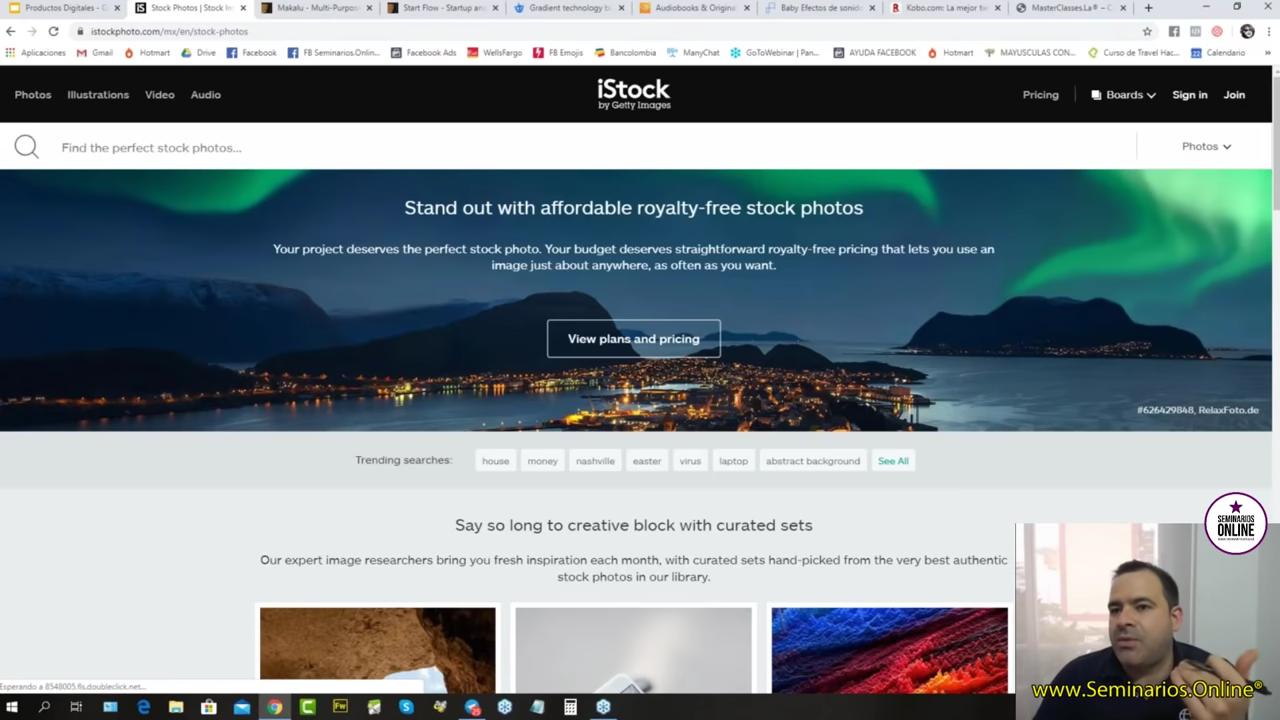 Productos Digitales - G
Stock Photos | Stock Im
Makalu - Multi-Purpos
Start Flow - Startup an
Gradient technology b
Audiobooks & Origina
Baby Efectos de sonido
Kobo.com: La mejor tie
MasterClasses.La® – C
istockphoto.com/mx/en/stock-photos
Aplicaciones
Gmail
Hotmart
Drive
Facebook
FB Seminarios.Onlin...
Facebook Ads
WellsFargo
FB Emojis
Bancolombia
ManyChat
GoToWebinar | Pan...
AYUDA FACEBOOK
Hotmart
MAYUSCULAS CON...
Curso de Travel Hac...
Calendario
Photos
Illustrations
Video
Audio
iStock
by Getty Images
Pricing
Boards
Sign in
Join
Find the perfect stock photos...
Photos
Stand out with affordable royalty-free stock photos
Your project deserves the perfect stock photo. Your budget deserves straightforward royalty-free pricing that lets you use an
image just about anywhere, as often as you want.
View plans and pricing
#626429848, RelaxFoto.de
Trending searches:
house
money
nashville
easter
virus
laptop
abstract background
See All
Say so long to creative block with curated sets
Our expert image researchers bring you fresh inspiration each month, with curated sets hand-picked from the very best authentic
stock photos in our library.
SEMINARIOS
ONLINE
Esperando a 8548005.fls.doubleclick.net...
www.Seminarios.Online®